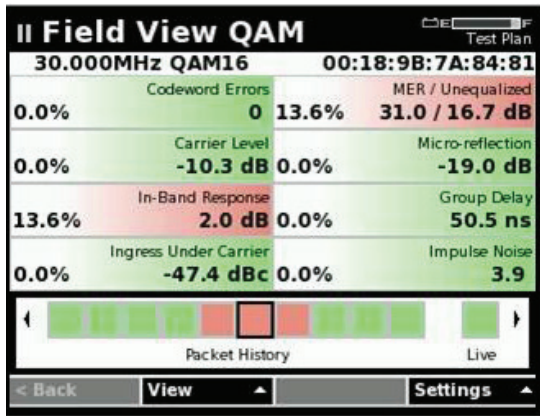 II Field View QAM
E F
Test Plan
30.000MHz QAM16 00:18:9B:7A:84:81
Codeword Errors
0.0% 0
MER / Unequalized
13.6% 31.0 / 16.7 dB
Carrier Level
0.0% -10.3 dB
Micro-reflection
0.0% -19.0 dB
In-Band Response
13.6% 2.0 dB
Group Delay
0.0% 50.5 ns
Ingress Under Carrier
0.0% -47.4 dBc
Impulse Noise
0.0% 3.9
Packet History Live
< Back View Settings